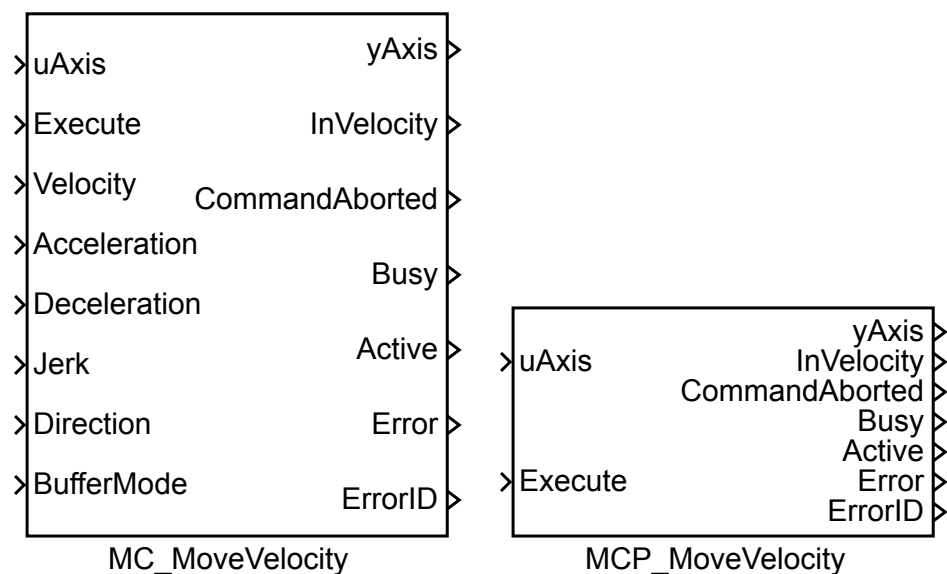 uAxis
Execute
Velocity
Acceleration
Deceleration
Jerk
Direction
BufferMode
yAxis
InVelocity
CommandAborted
Busy
Active
Error
ErrorID
MC_MoveVelocity
uAxis
Execute
yAxis
InVelocity
CommandAborted
Busy
Active
Error
ErrorID
MCP_MoveVelocity